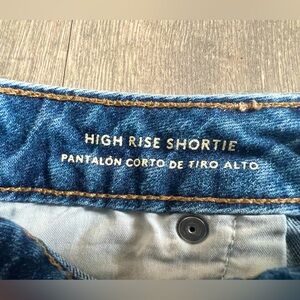 HIGH RISE SHORTIE
PANTALÓN CORTO DE TIRO ALTO